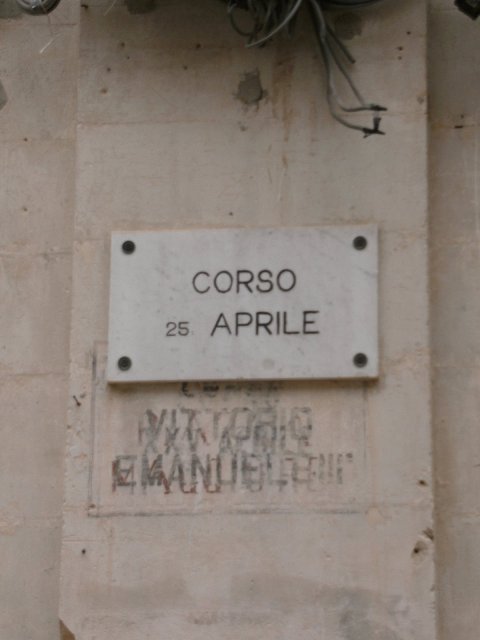 CORSO
25. APRILE
VITTORIO
EMANUELE